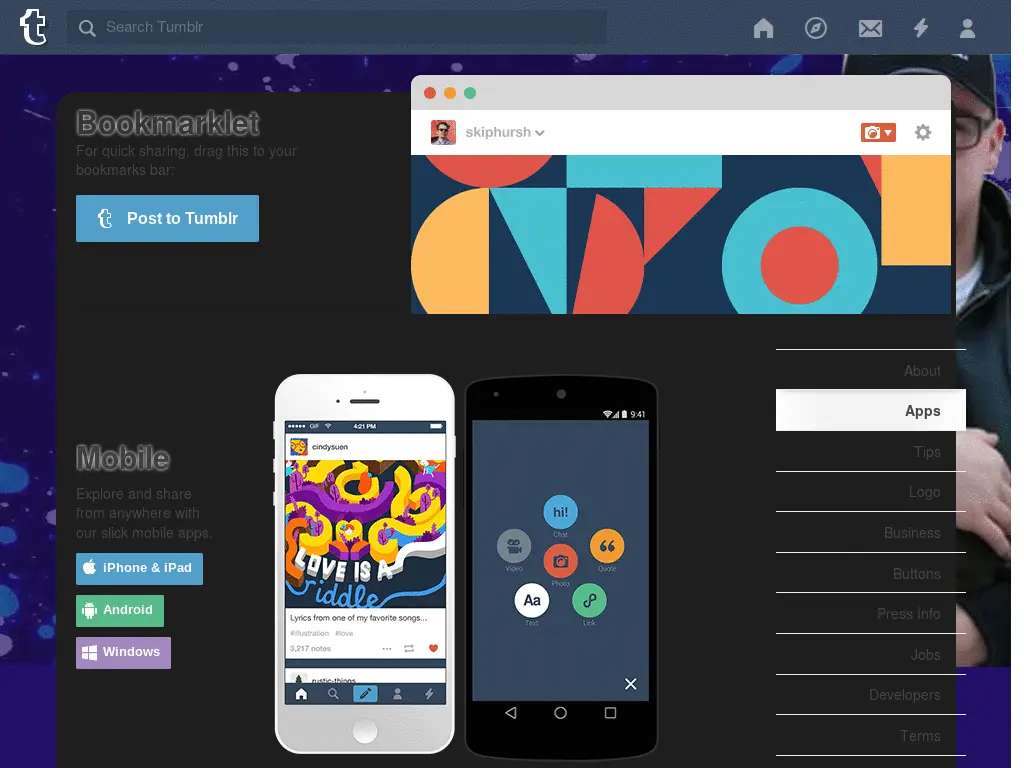 Search Tumblr
Bookmarklet
For quick sharing, drag this to your
bookmarks bar:
Post to Tumblr
skiphursh
Mobile
Explore and share
from anywhere with
our slick mobile apps.
iPhone & iPad
Android
Windows
GIF
4:21 PM
cindysuen
LOVE IS A
Riddle
Lyrics from one of my favorite songs...
#illustration #love
3,217 notes
rustic-things
9:41
hi!
Chat
Video
Photo
Quote
Aa
Text
Link
About
Apps
Tips
Logo
Business
Buttons
Press Info
Jobs
Developers
Terms